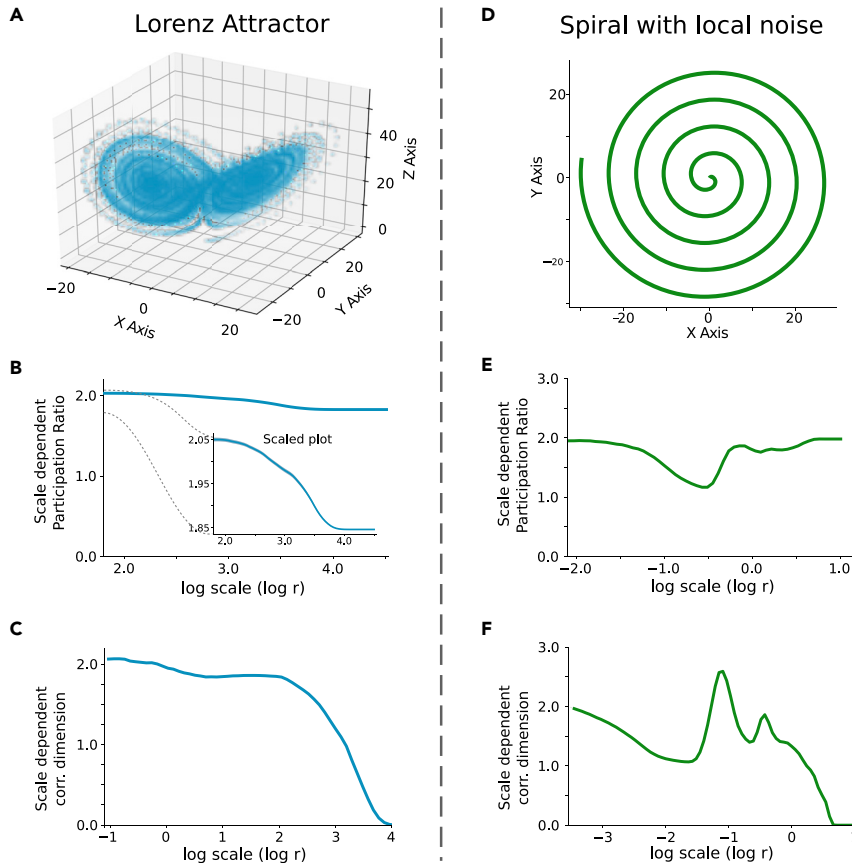 A
Lorenz Attractor
40
20
0
Z Axis
−20
0
20
X Axis
−20
0
20
Y Axis
B
Scale dependent
Participation Ratio
2.0
1.0
0.0
2.0
3.0
4.0
log scale (log r)
Scaled plot
2.05
1.95
1.85
2.0
3.0
4.0
C
Scale dependent
corr. dimension
2.0
1.0
0.0
−1
0
1
2
3
4
log scale (log r)
D
Spiral with local noise
Y Axis
20
0
−20
−20
0
20
X Axis
E
Scale dependent
Participation Ratio
3.0
2.0
1.0
0.0
−2.0
−1.0
0.0
1.0
log scale (log r)
F
Scale dependent
corr. dimension
3.0
2.0
1.0
0.0
−3
−2
−1
0
log scale (log r)